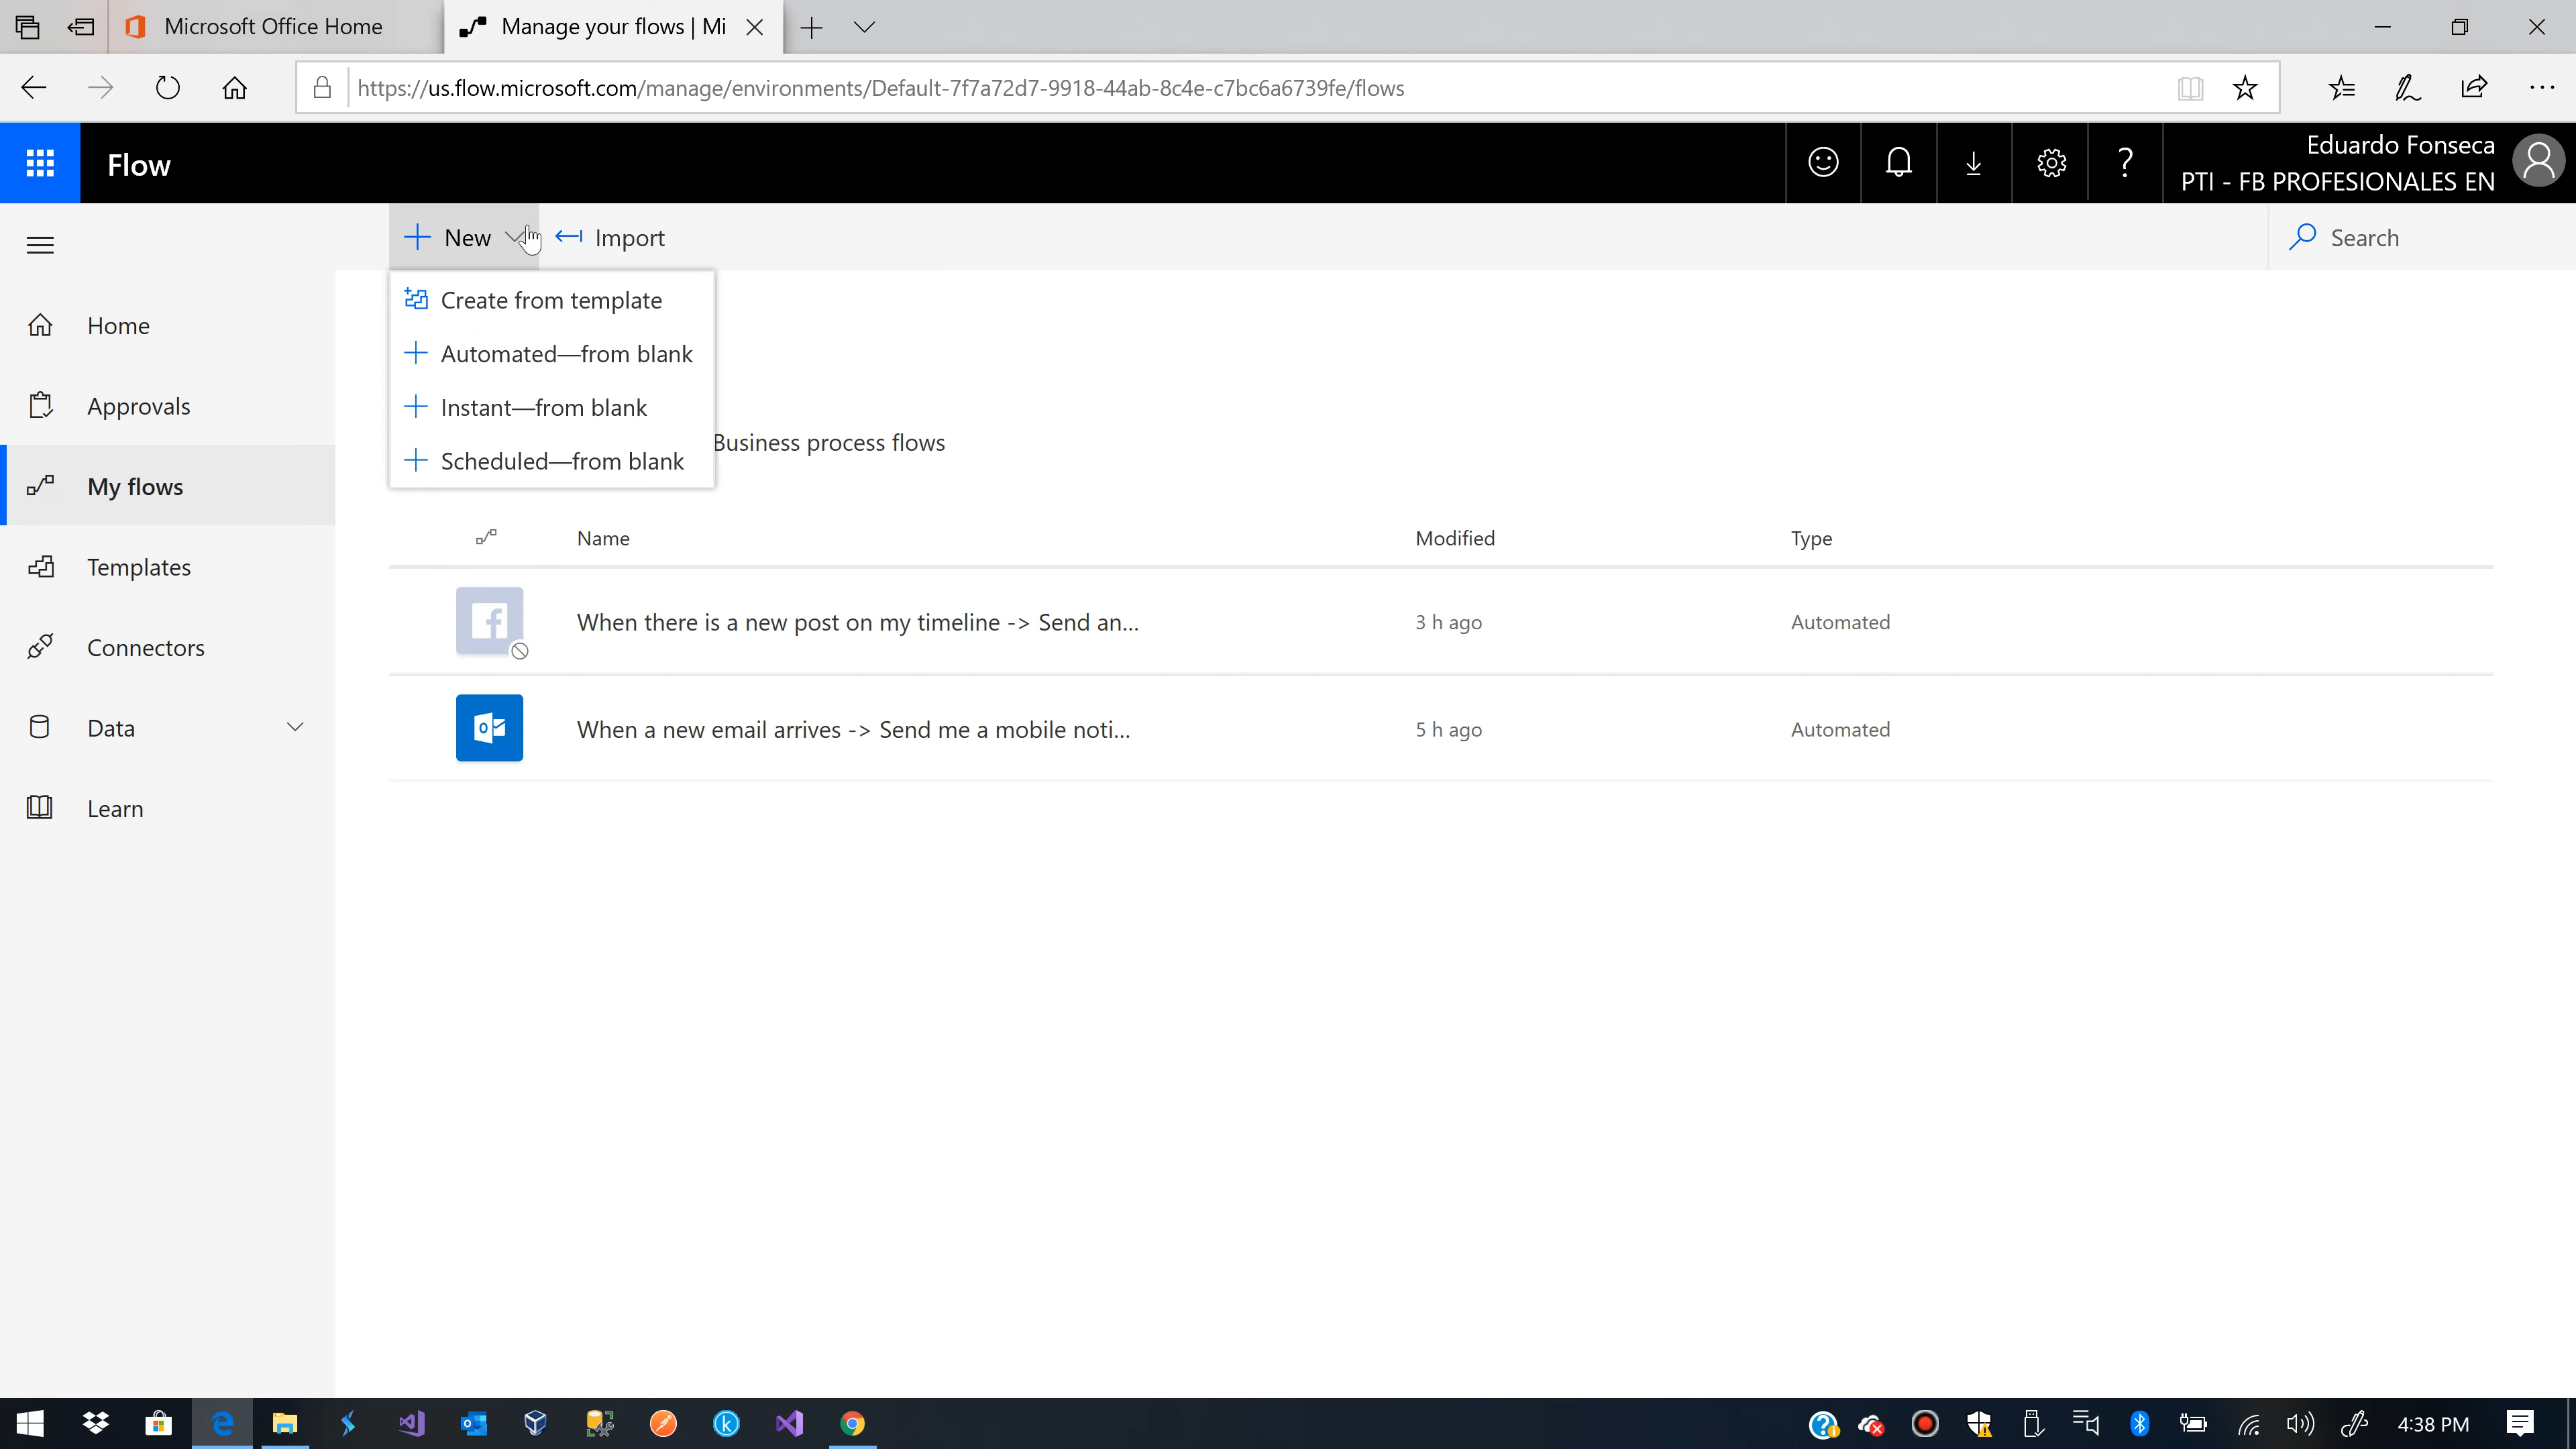 Microsoft Office Home
Manage your flows | Mi
https://us.flow.microsoft.com/manage/environments/Default-7f7a72d7-9918-44ab-8c4e-c7bc6a6739fe/flows
Flow
Eduardo Fonseca
PTI - FB PROFESIONALES EN
New
Import
Search
Create from template
Automated—from blank
Instant—from blank
Scheduled—from blank
Business process flows
Home
Approvals
My flows
Templates
Connectors
Data
Learn
Name Modified Type
When there is a new post on my timeline -> Send an... 3 h ago Automated
When a new email arrives -> Send me a mobile noti... 5 h ago Automated
4:38 PM